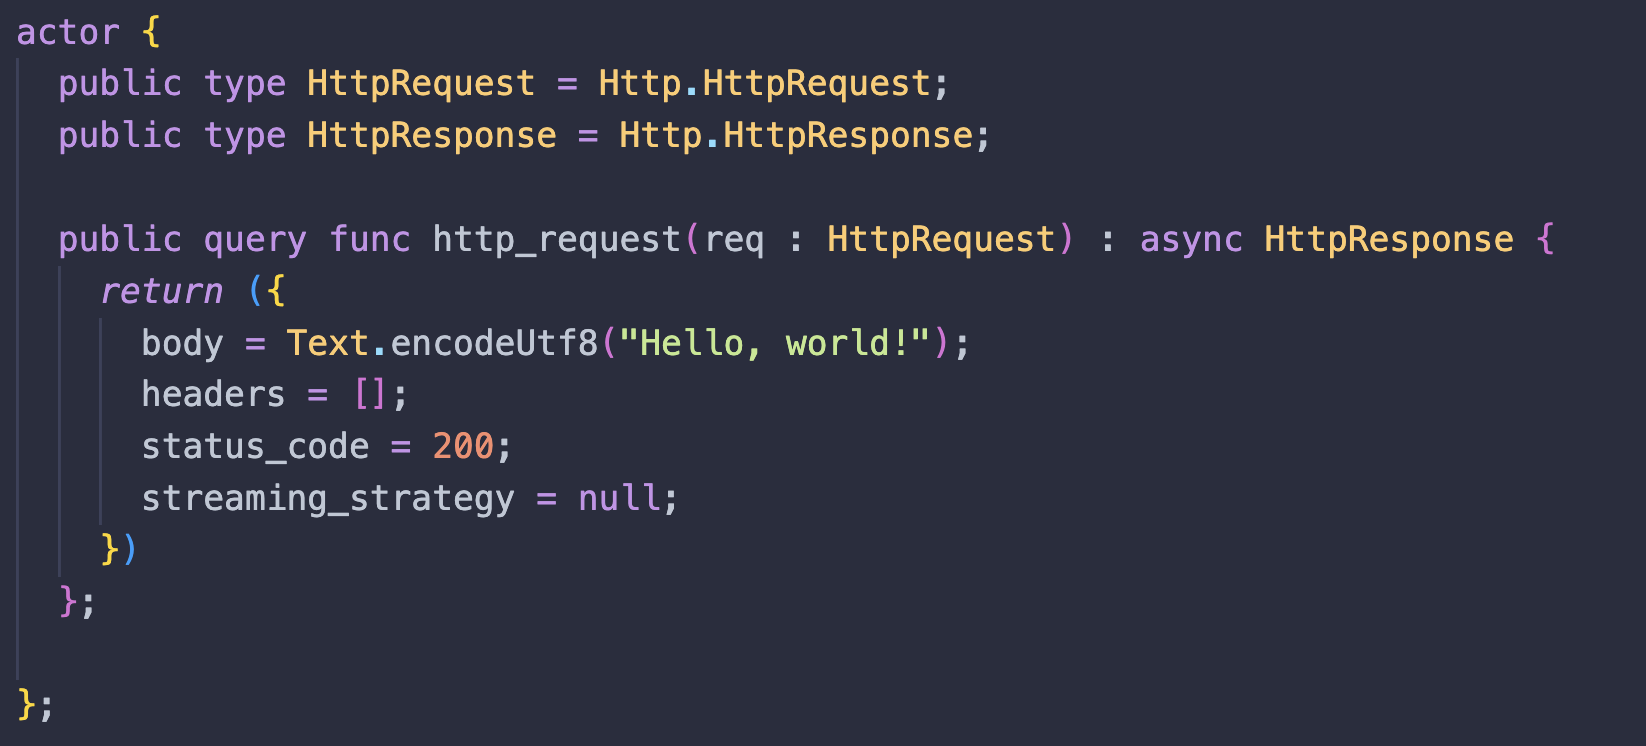 actor {
  public type HttpRequest = Http.HttpRequest;
  public type HttpResponse = Http.HttpResponse;

  public query func http_request(req : HttpRequest) : async HttpResponse {
    return ({
      body = Text.encodeUtf8("Hello, world!");
      headers = [];
      status_code = 200;
      streaming_strategy = null;
    })
  };

};